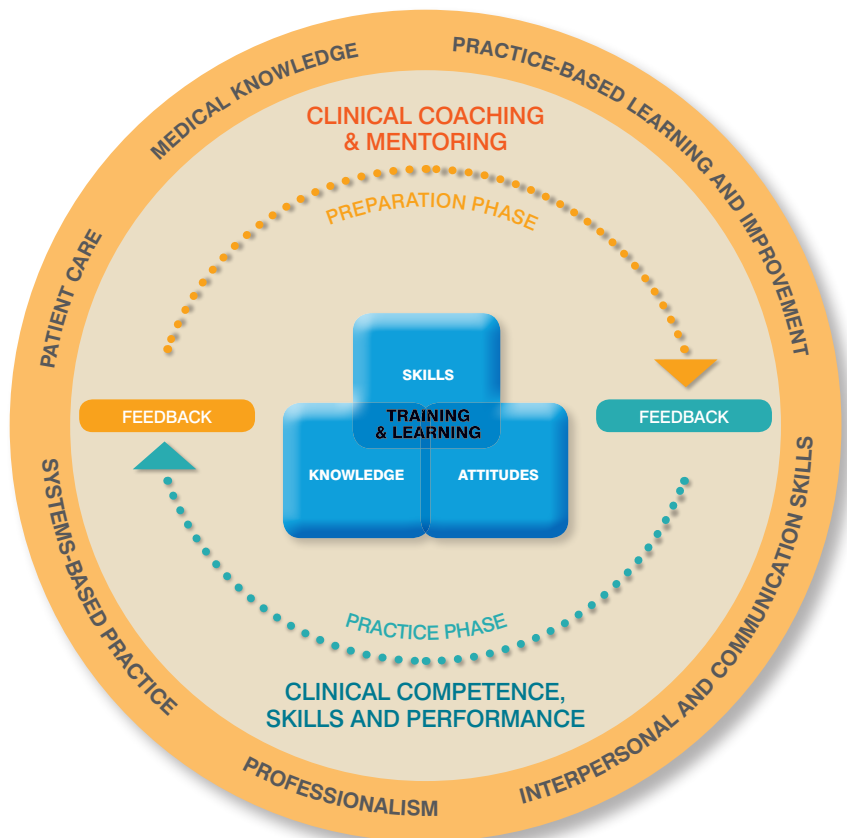 MEDICAL KNOWLEDGE
PRACTICE-BASED LEARNING AND IMPROVEMENT
CLINICAL COACHING
& MENTORING
PREPARATION PHASE
PATIENT CARE
SKILLS
FEEDBACK
TRAINING
& LEARNING
FEEDBACK
KNOWLEDGE
ATTITUDES
SYSTEMS-BASED PRACTICE
INTERPERSONAL AND COMMUNICATION SKILLS
PRACTICE PHASE
CLINICAL COMPETENCE,
SKILLS AND PERFORMANCE
PROFESSIONALISM